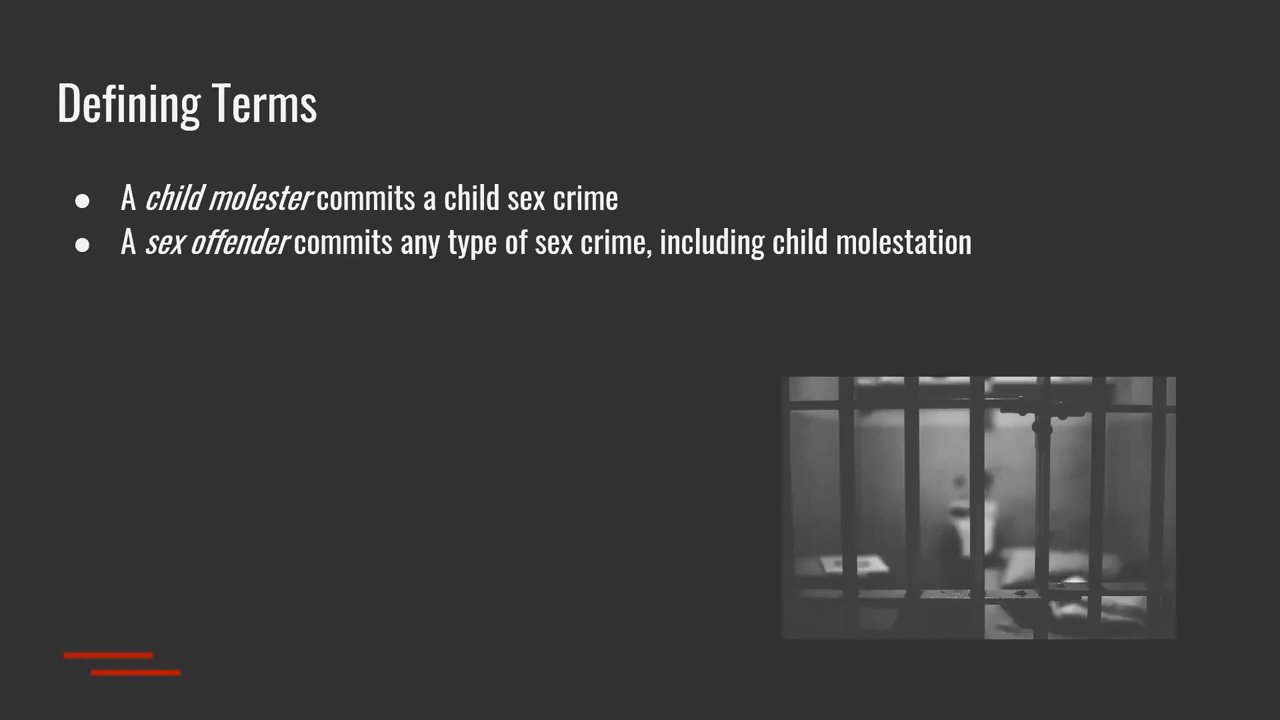 Defining Terms
● A child molester commits a child sex crime
● A sex offender commits any type of sex crime, including child molestation